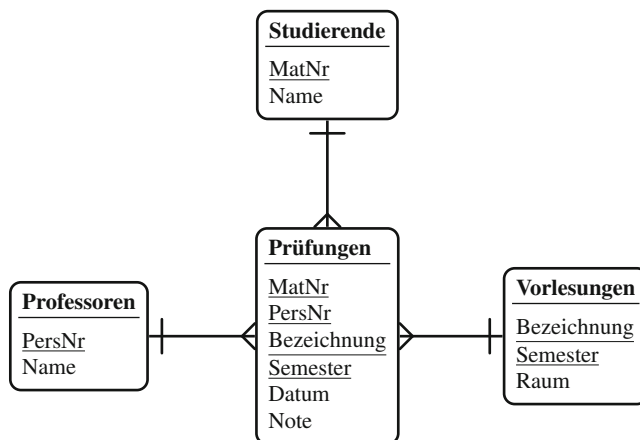 Studierende
MatNr
Name
Prüfungen
MatNr
PersNr
Bezeichnung
Semester
Datum
Note
Professoren
PersNr
Name
Vorlesungen
Bezeichnung
Semester
Raum